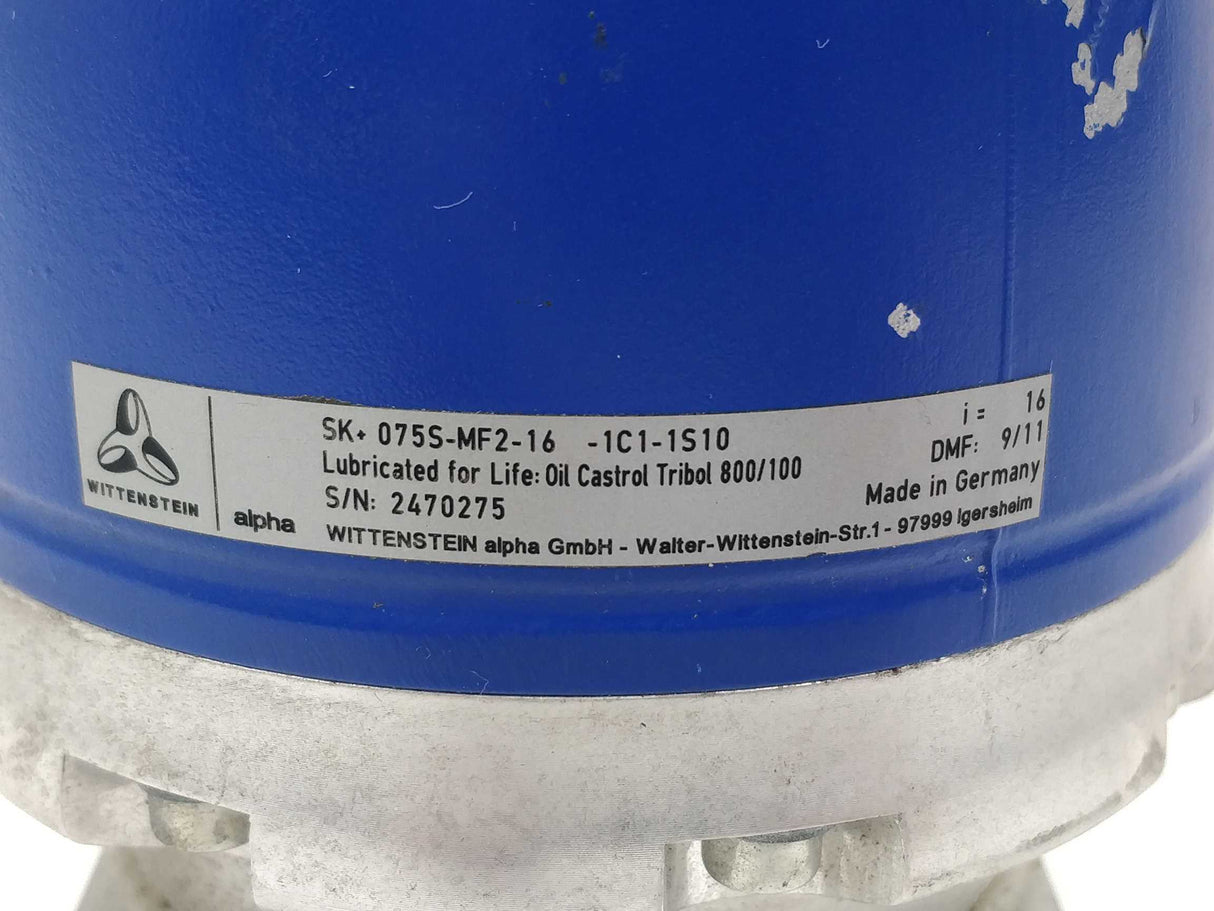 WITTENSTEIN
alpha
SK+ 075S-MF2-16 -1C1-1S10
Lubricated for Life: Oil Castrol Tribol 800/100
S/N: 2470275
WITTENSTEIN alpha GmbH - Walter-Wittenstein-Str.1 - 97999 Igersheim
i = 16
DMF: 9/11
Made in Germany